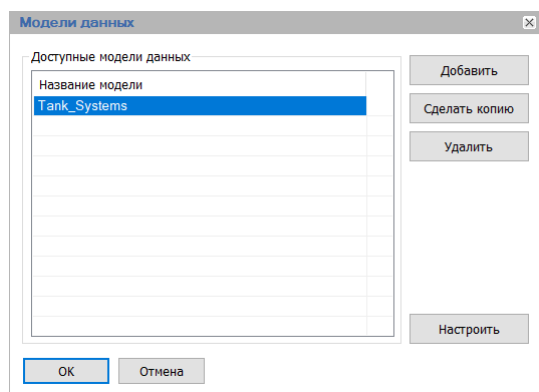 Модели данных
Доступные модели данных
Название модели
Tank_Systems
Добавить
Сделать копию
Удалить
Настроить
OK
Отмена